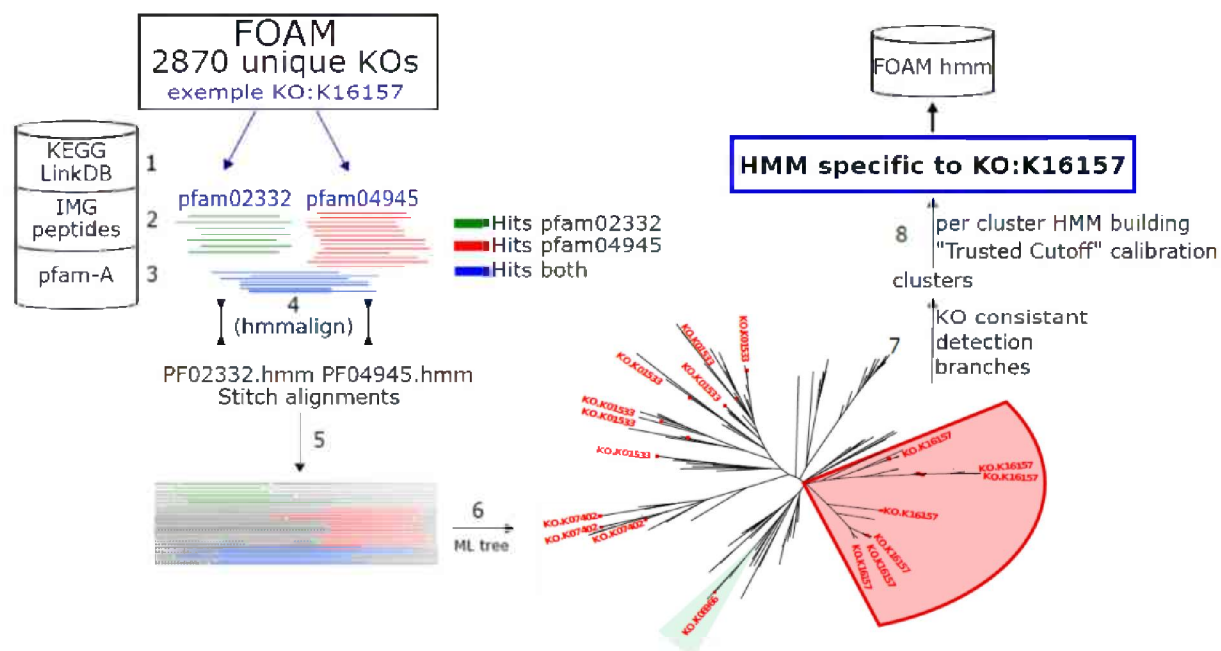 FOAM
2870 unique KOs
exemple KO:K16157
KEGG
LinkDB
IMG
peptides
pfam-A
1
2
3
pfam02332 pfam04945
Hits pfam02332
Hits pfam04945
Hits both
4
(hmmalign)
PF02332.hmm PF04945.hmm
Stitch alignments
5
6
ML tree
KO.K01533
KO.K01533
KO.K01533
KO.K01533
KO.K01533
KO.K01533
KO.K01533
KO.K07402
KO.K07402
KO.K07402
KO.K16157
KO.K16157
KO.K16157
KO.K16157
KO.K16157
KO.K16157
KO.K16157
7
KO consistant
detection
branches
clusters
8
per cluster HMM building
"Trusted Cutoff" calibration
HMM specific to KO:K16157
FOAM hmm